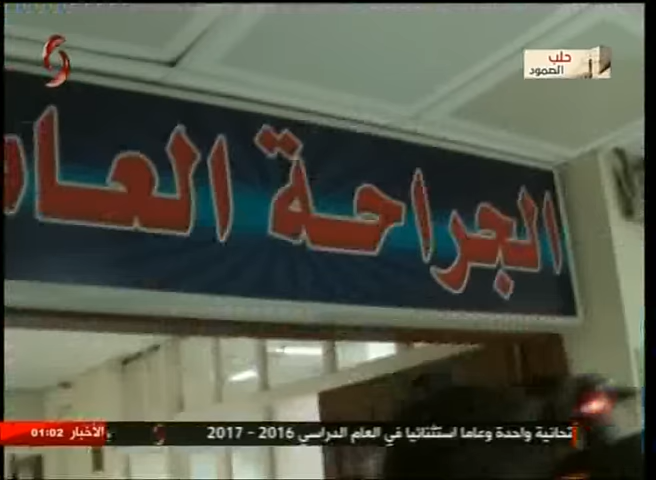 حلب
الصمود
الجراحة العا
تحانية واحدة وعاما استثنائيا في العام الدراسي 2016 - 2017
الأخبار 01:02